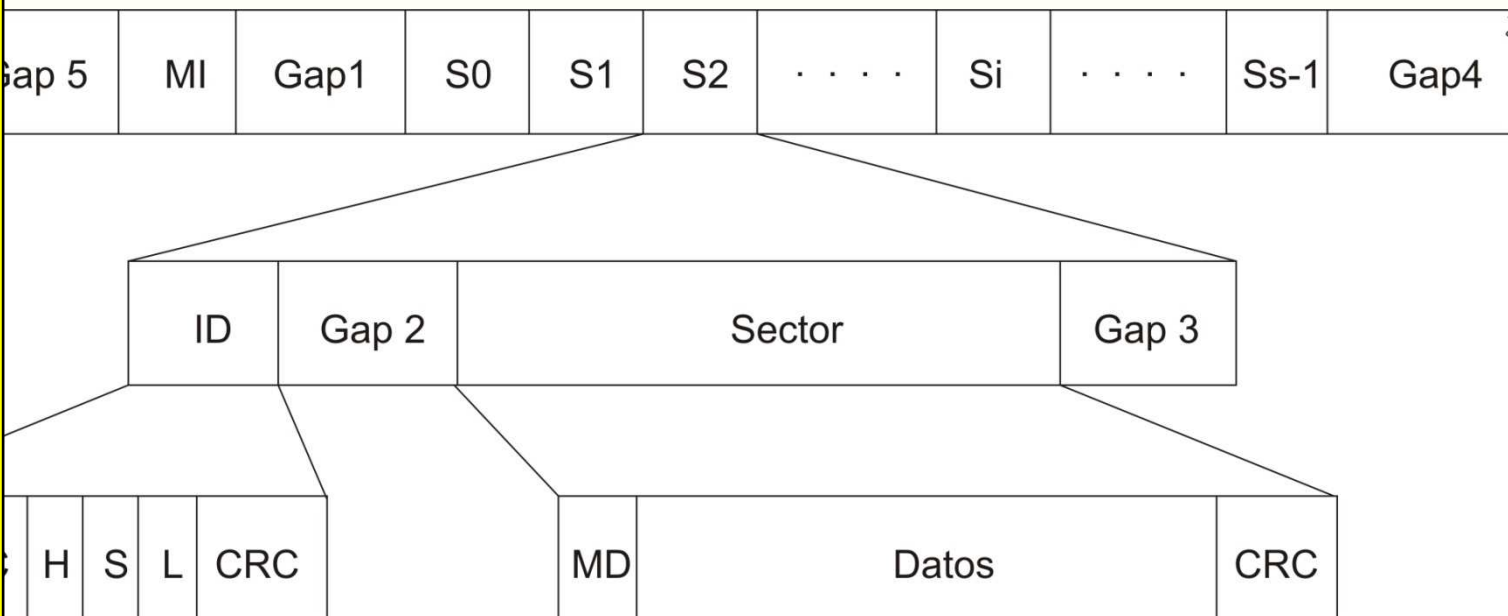 Gap 5 MI Gap1 S0 S1 S2 . . . . Si . . . . Ss-1 Gap4
ID Gap 2 Sector Gap 3
H S L CRC MD Datos CRC